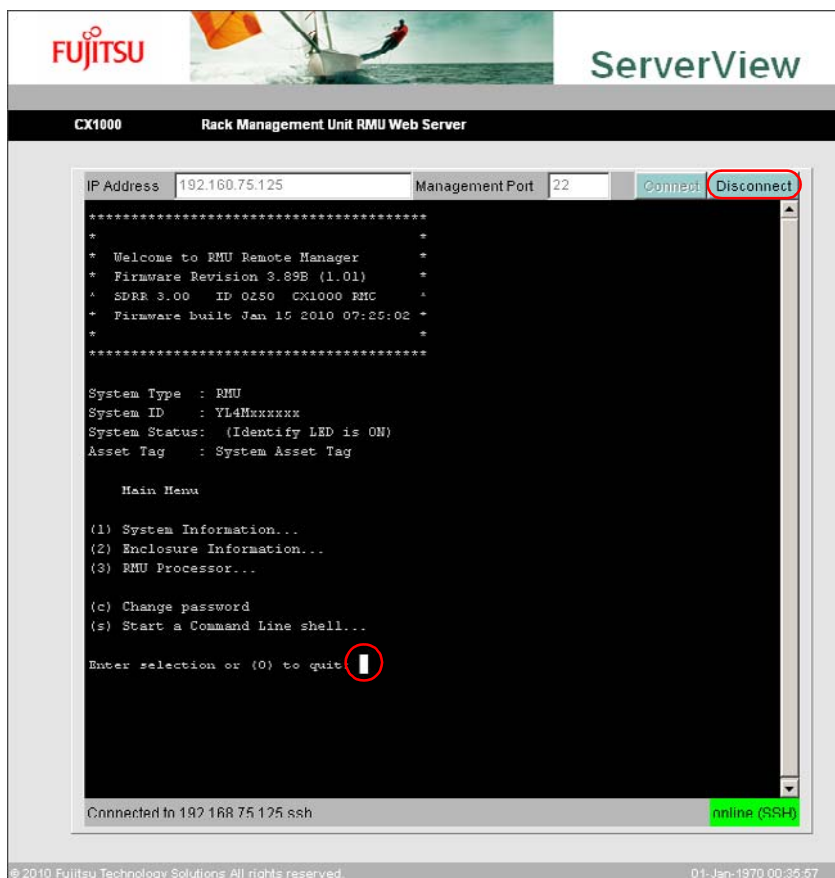 FUJITSU
ServerView
CX1000 Rack Management Unit RMU Web Server
IP Address 192.160.75.125 Management Port 22 Connect Disconnect
*****************************************
* *
* Welcome to RMU Remote Manager *
* Firmware Revision 3.89B (1.01) *
* SDRR 3.00 ID 0250 CX1000 RMC *
* Firmware built Jan 15 2010 07:25:02 *
* *
*****************************************
System Type : RMU
System ID : YL4Mxxxxxx
System Status: (Identify LED is ON)
Asset Tag : System Asset Tag
Main Menu
(1) System Information...
(2) Enclosure Information...
(3) RMU Processor...
(c) Change password
(s) Start a Command Line shell...
Enter selection or (0) to quit:
Connected to 192.168.75.125 ssh online (SSH)
© 2010 Fujitsu Technology Solutions All rights reserved. 01-Jan-1970 00:35:57